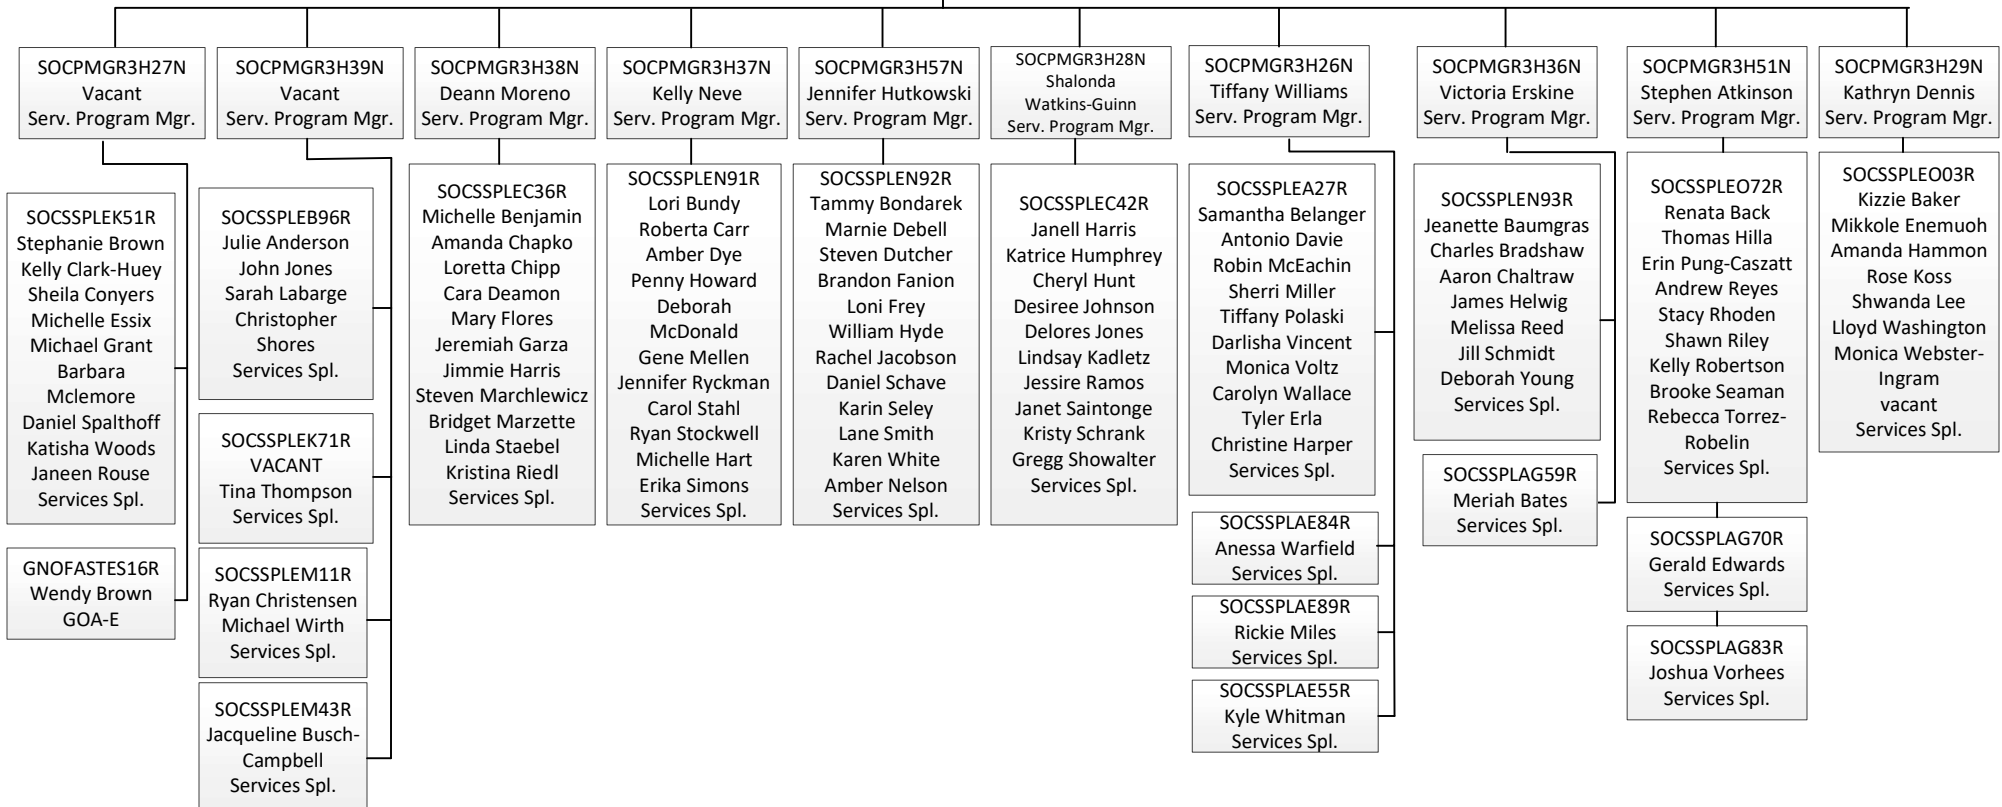 SOCPMGR3H27N
Vacant
Serv. Program Mgr.
SOCPMGR3H39N
Vacant
Serv. Program Mgr.
SOCPMGR3H38N
Deann Moreno
Serv. Program Mgr.
SOCPMGR3H37N
Kelly Neve
Serv. Program Mgr.
SOCPMGR3H57N
Jennifer Hutkowski
Serv. Program Mgr.
SOCPMGR3H28N
Shalonda
Watkins-Guinn
Serv. Program Mgr.
SOCPMGR3H26N
Tiffany Williams
Serv. Program Mgr.
SOCPMGR3H36N
Victoria Erskine
Serv. Program Mgr.
SOCPMGR3H51N
Stephen Atkinson
Serv. Program Mgr.
SOCPMGR3H29N
Kathryn Dennis
Serv. Program Mgr.
SOCSSPLEK51R
Stephanie Brown
Kelly Clark-Huey
Sheila Conyers
Michelle Essix
Michael Grant
Barbara
Mclemore
Daniel Spalthoff
Katisha Woods
Janeen Rouse
Services Spl.
GNOFASTES16R
Wendy Brown
GOA-E
SOCSSPLEB96R
Julie Anderson
John Jones
Sarah Labarge
Christopher
Shores
Services Spl.
SOCSSPLEK71R
VACANT
Tina Thompson
Services Spl.
SOCSSPLEM11R
Ryan Christensen
Michael Wirth
Services Spl.
SOCSSPLEM43R
Jacqueline Busch-
Campbell
Services Spl.
SOCSSPLEC36R
Michelle Benjamin
Amanda Chapko
Loretta Chipp
Cara Deamon
Mary Flores
Jeremiah Garza
Jimmie Harris
Steven Marchlewicz
Bridget Marzette
Linda Staebel
Kristina Riedl
Services Spl.
SOCSSPLEN91R
Lori Bundy
Roberta Carr
Amber Dye
Penny Howard
Deborah
McDonald
Gene Mellen
Jennifer Ryckman
Carol Stahl
Ryan Stockwell
Michelle Hart
Erika Simons
Services Spl.
SOCSSPLEN92R
Tammy Bondarek
Marnie Debell
Steven Dutcher
Brandon Fanion
Loni Frey
William Hyde
Rachel Jacobson
Daniel Schave
Karin Seley
Lane Smith
Karen White
Amber Nelson
Services Spl.
SOCSSPLEC42R
Janell Harris
Katrice Humphrey
Cheryl Hunt
Desiree Johnson
Delores Jones
Lindsay Kadletz
Jessire Ramos
Janet Saintonge
Kristy Schrank
Gregg Showalter
Services Spl.
SOCSSPLEA27R
Samantha Belanger
Antonio Davie
Robin McEachin
Sherri Miller
Tiffany Polaski
Darlisha Vincent
Monica Voltz
Carolyn Wallace
Tyler Erla
Christine Harper
Services Spl.
SOCSSPLAE84R
Anessa Warfield
Services Spl.
SOCSSPLAE89R
Rickie Miles
Services Spl.
SOCSSPLAE55R
Kyle Whitman
Services Spl.
SOCSSPLEN93R
Jeanette Baumgras
Charles Bradshaw
Aaron Chaltraw
James Helwig
Melissa Reed
Jill Schmidt
Deborah Young
Services Spl.
SOCSSPLAG59R
Meriah Bates
Services Spl.
SOCSSPLEO72R
Renata Back
Thomas Hilla
Erin Pung-Caszatt
Andrew Reyes
Stacy Rhoden
Shawn Riley
Kelly Robertson
Brooke Seaman
Rebecca Torrez-
Robelin
Services Spl.
SOCSSPLAG70R
Gerald Edwards
Services Spl.
SOCSSPLAG83R
Joshua Vorhees
Services Spl.
SOCSSPLEO03R
Kizzie Baker
Mikkole Enemuoh
Amanda Hammon
Rose Koss
Shwanda Lee
Lloyd Washington
Monica Webster-
Ingram
vacant
Services Spl.